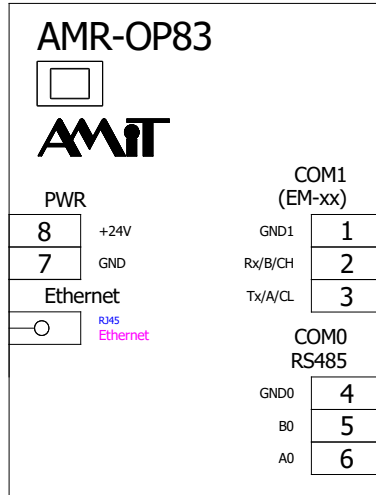 AMR-OP83
AMiT
COM1
(EM-xx)
PWR
8 +24V
7 GND
GND1 1
Rx/B/CH 2
Tx/A/CL 3
Ethernet
RJ45
Ethernet
COM0
RS485
GND0 4
B0 5
A0 6